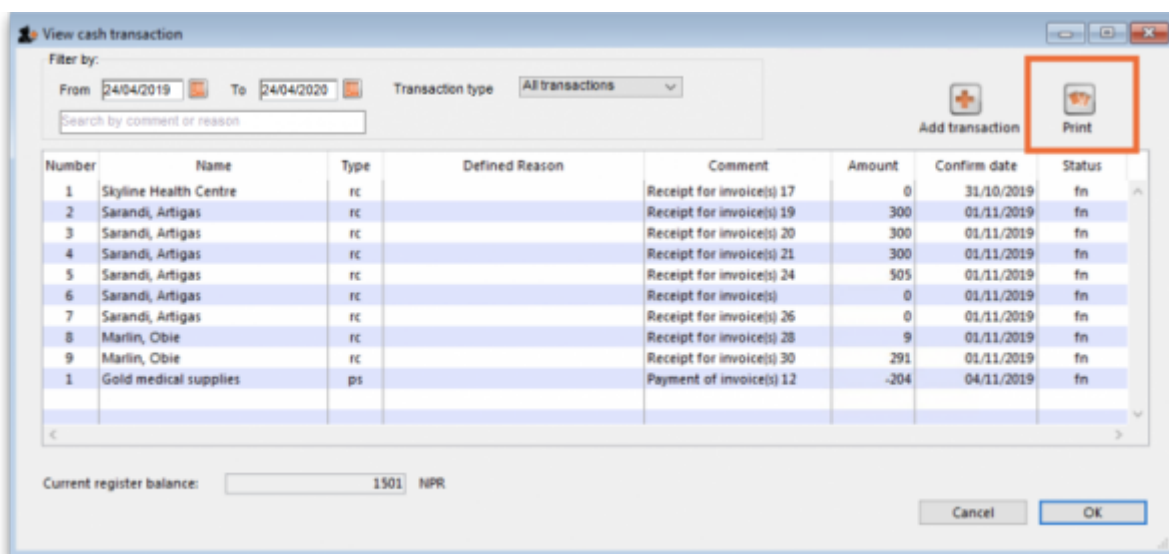 View cash transaction
Filter by:
From 24/04/2019 To 24/04/2020 Transaction type All transactions
Search by comment or reason
Add transaction Print
Number Name Type Defined Reason Comment Amount Confirm date Status
1 Skyline Health Centre rc Receipt for invoice(s) 17 0 31/10/2019 fn
2 Sarandi, Artigas rc Receipt for invoice(s) 19 300 01/11/2019 fn
3 Sarandi, Artigas rc Receipt for invoice(s) 20 300 01/11/2019 fn
4 Sarandi, Artigas rc Receipt for invoice(s) 21 300 01/11/2019 fn
5 Sarandi, Artigas rc Receipt for invoice(s) 24 505 01/11/2019 fn
6 Sarandi, Artigas rc Receipt for invoice(s) 0 01/11/2019 fn
7 Sarandi, Artigas rc Receipt for invoice(s) 26 0 01/11/2019 fn
8 Marlin, Obie rc Receipt for invoice(s) 28 9 01/11/2019 fn
9 Marlin, Obie rc Receipt for invoice(s) 30 291 01/11/2019 fn
1 Gold medical supplies ps Payment of invoice(s) 12 -204 04/11/2019 fn
Current register balance: 1501 NPR
Cancel OK